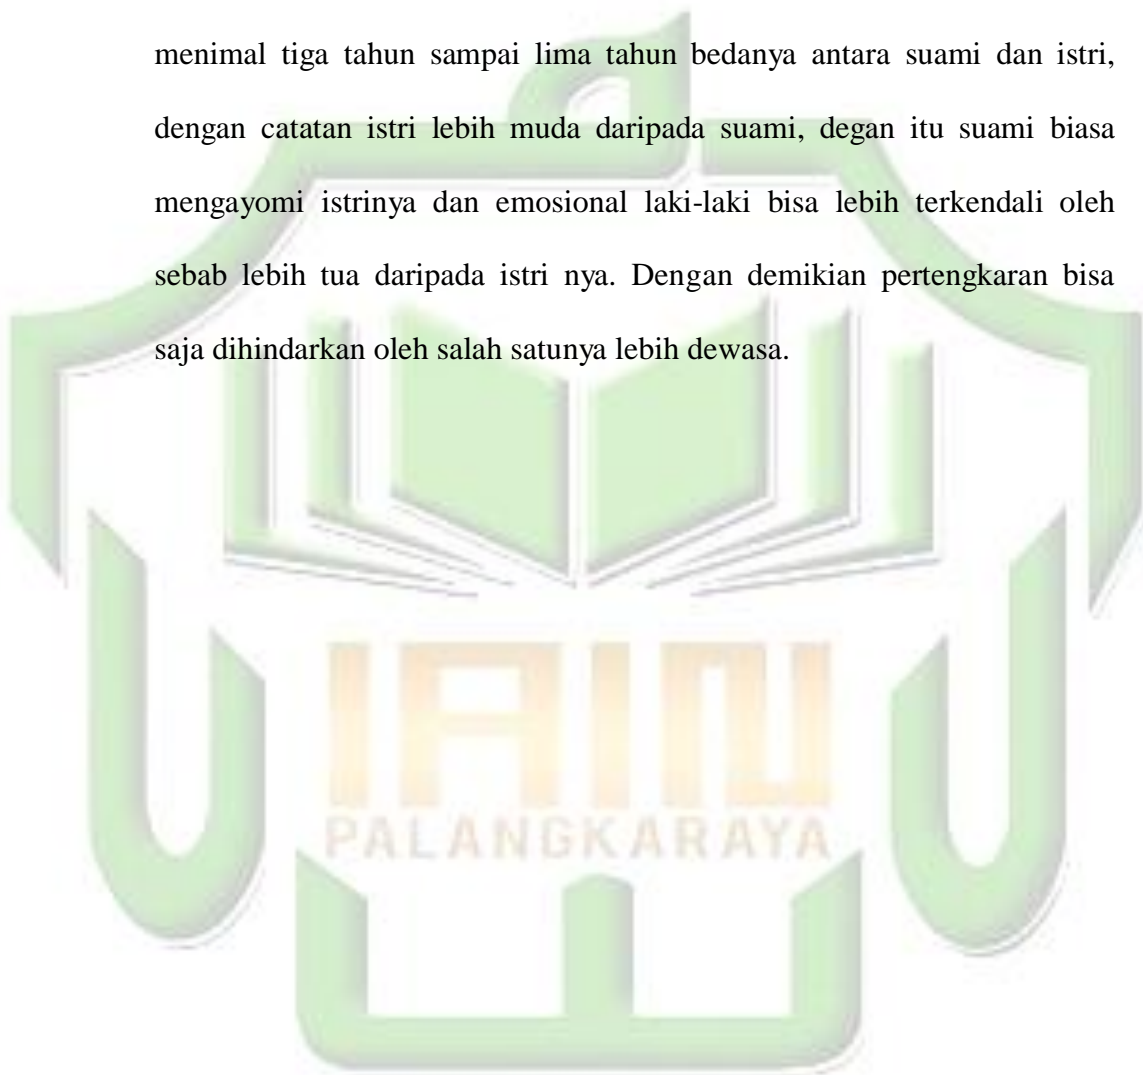 menimal tiga tahun sampai lima tahun bedanya antara suami dan istri,
dengan catatan istri lebih muda daripada suami, degan itu suami biasa
mengayomi istrinya dan emosional laki-laki bisa lebih terkendali oleh
sebab lebih tua daripada istri nya. Dengan demikian pertengkaran bisa
saja dihindarkan oleh salah satunya lebih dewasa.
IAIN
PALANGKARAYA